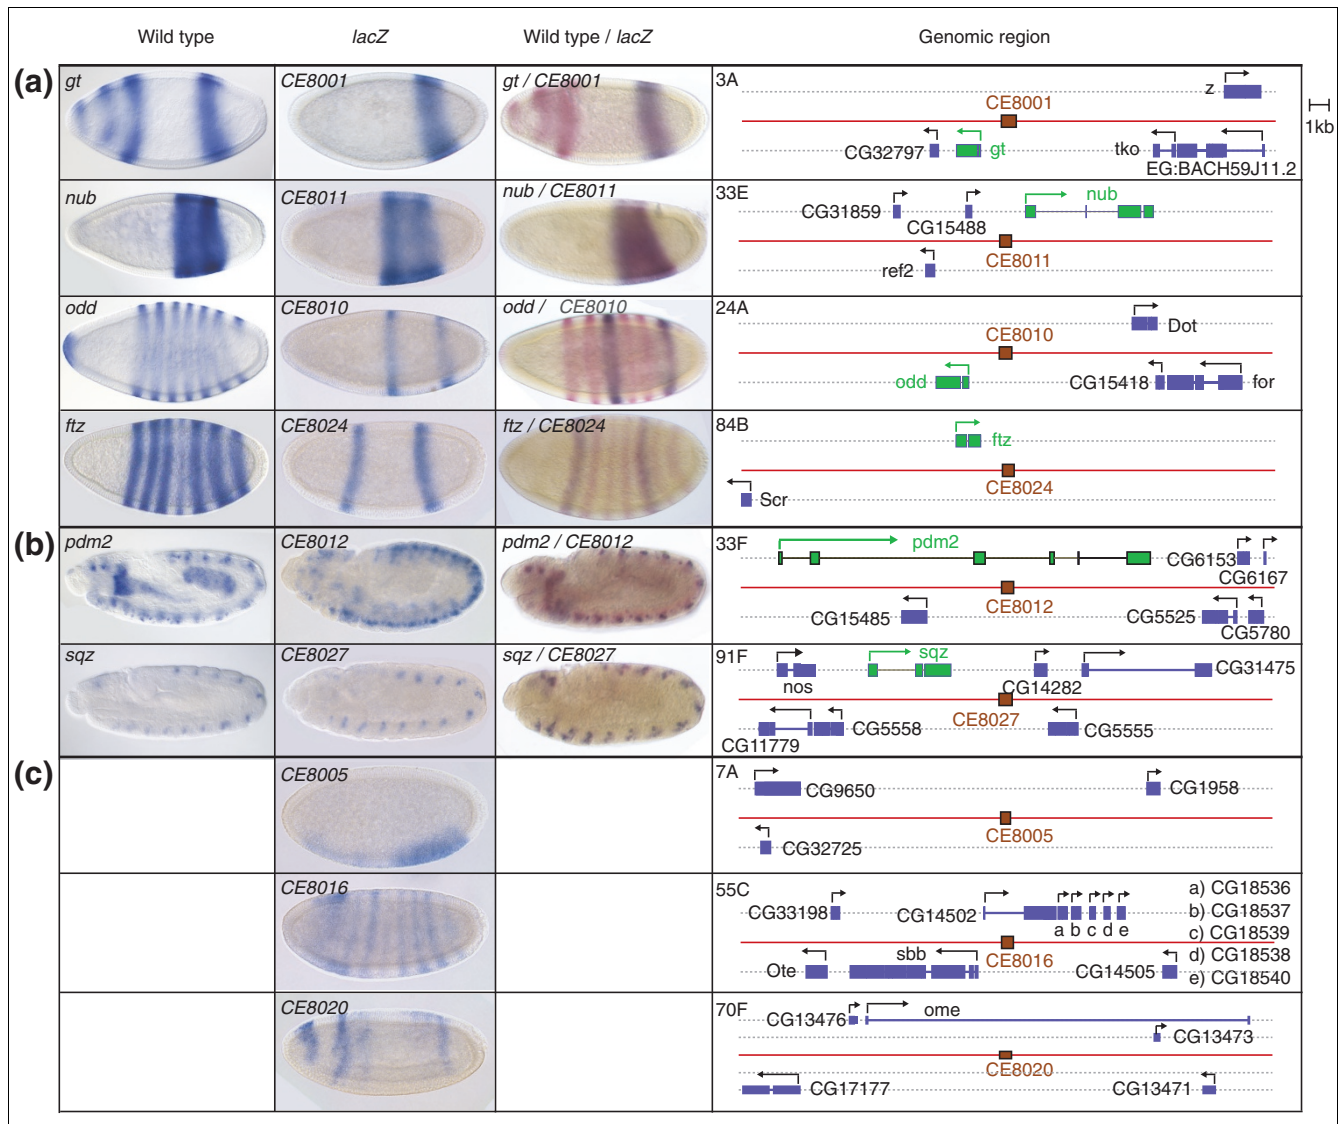 Wild type
lacZ
Wild type / lacZ
Genomic region
(a)
gt
CE8001
gt / CE8001
3A
z
CE8001
1kb
CG32797
gt
tko
EG:BACH59J11.2
nub
CE8011
nub / CE8011
33E
CG31859
CG15488
nub
CE8011
ref2
odd
CE8010
odd / CE8010
24A
Dot
CE8010
odd
CG15418
for
ftz
CE8024
ftz / CE8024
84B
ftz
CE8024
Scr
(b)
pdm2
CE8012
pdm2 / CE8012
33F
pdm2
CG6153
CG6167
CE8012
CG15485
CG5525
CG5780
sqz
CE8027
sqz / CE8027
91F
nos
sqz
CG14282
CG31475
CE8027
CG11779
CG5558
CG5555
(c)
CE8005
7A
CG9650
CG1958
CE8005
CG32725
CE8016
55C
CG33198
CG14502
a b c d e
a) CG18536
b) CG18537
c) CG18539
d) CG18538
e) CG18540
CE8016
Ote
sbb
CG14505
CE8020
70F
CG13476
ome
CG13473
CE8020
CG17177
CG13471